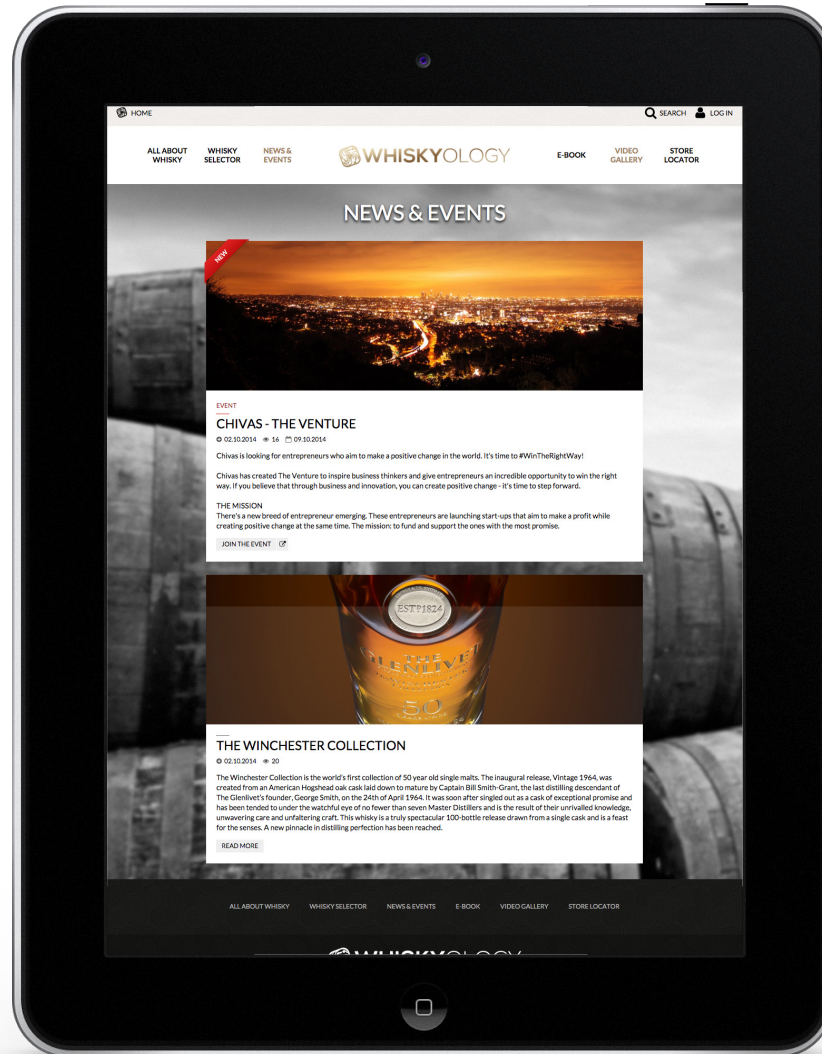 HOME
SEARCH
LOG IN
ALL ABOUT
WHISKY
WHISKY
SELECTOR
NEWS &
EVENTS
WHISKYOLOGY
E-BOOK
VIDEO
GALLERY
STORE
LOCATOR
NEWS & EVENTS
NEW
EVENT
CHIVAS - THE VENTURE
02.10.2014 16 09.10.2014
Chivas is looking for entrepreneurs who aim to make a positive change in the world. It's time to #WinTheRightWay!
Chivas has created The Venture to inspire business thinkers and give entrepreneurs an incredible opportunity to win the right
way. If you believe that through business and innovation, you can create positive change - it's time to step forward.
THE MISSION
There's a new breed of entrepreneur emerging. These entrepreneurs are launching start-ups that aim to make a profit while
creating positive change at the same time. The mission: to fund and support the ones with the most promise.
JOIN THE EVENT
ESTD 1824
THE
GLENLIVET
50
THE WINCHESTER COLLECTION
02.10.2014 20
The Winchester Collection is the world's first collection of 50 year old single malts. The inaugural release, Vintage 1964, was
created from an American Hogshead oak cask laid down to mature by Captain Bill Smith-Grant, the last distilling descendant of
The Glenlivet's founder, George Smith, on the 24th of April 1964. It was soon after singled out as a cask of exceptional promise and
has been tended to under the watchful eye of no fewer than seven Master Distillers and is the result of their unrivalled knowledge,
unwavering care and unfaltering craft. This whisky is a truly spectacular 100-bottle release drawn from a single cask and is a feast
for the senses. A new pinnacle in distilling perfection has been reached.
READ MORE
ALL ABOUT WHISKY WHISKY SELECTOR NEWS & EVENTS E-BOOK VIDEO GALLERY STORE LOCATOR
WHISKYOLOGY